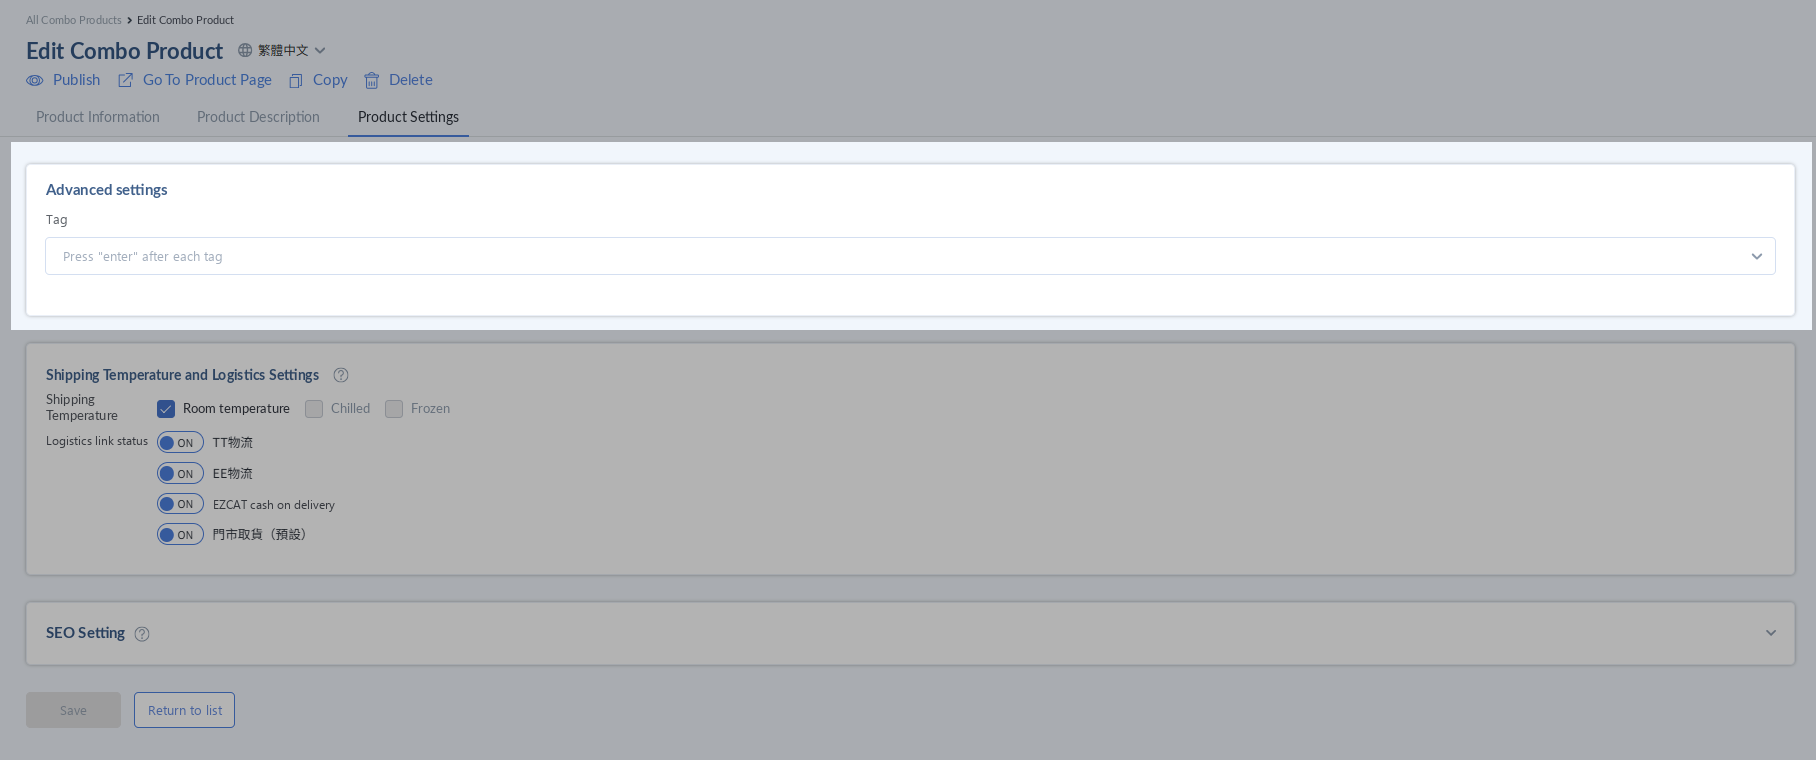 All Combo Products > Edit Combo Product
Edit Combo Product 繁體中文
Publish Go To Product Page Copy Delete
Product Information Product Description Product Settings
Advanced settings
Tag
Press "enter" after each tag
Shipping Temperature and Logistics Settings ?
Shipping
Temperature
Room temperature Chilled Frozen
Logistics link status ON TT物流
ON EE物流
ON EZCAT cash on delivery
ON 門市取貨（預設）
SEO Setting ?
Save Return to list